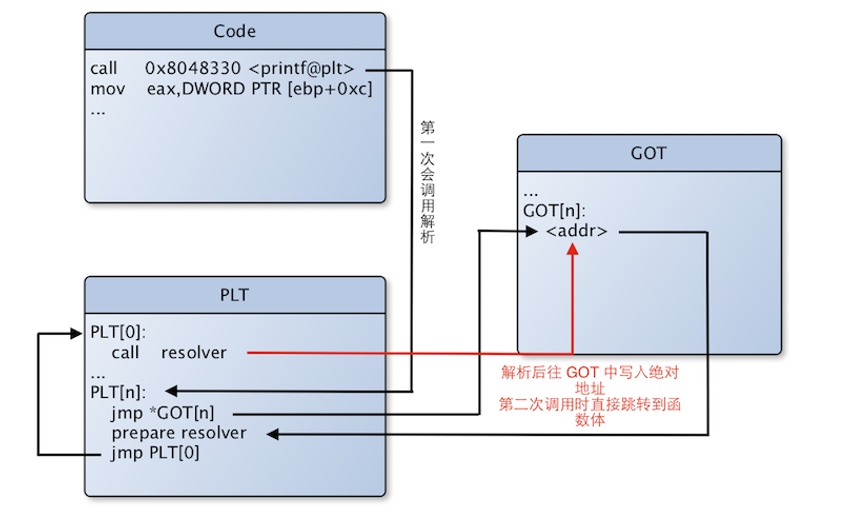 Code
call 0x8048330 <printf@plt>
mov eax,DWORD PTR [ebp+0xc]
...
第一次会调用解析
GOT
...
GOT[n]:
<addr>
PLT
PLT[0]:
call resolver
...
PLT[n]:
jmp *GOT[n]
prepare resolver
jmp PLT[0]
解析后往 GOT 中写人绝对
地址
第二次调用时直接跳转到函
数体